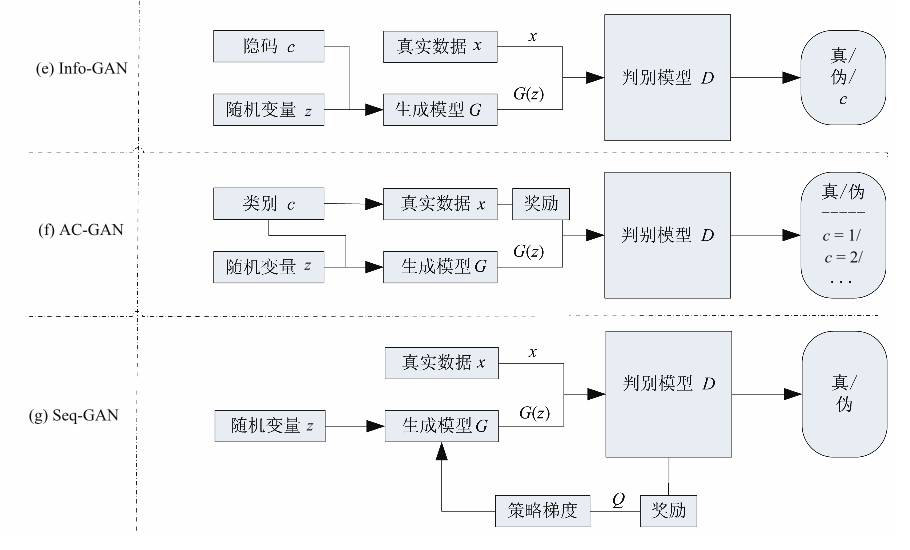 (e) Info-GAN
隐码 c
真实数据 x
x
随机变量 z
生成模型 G
G(z)
判别模型 D
真/
伪/
c
(f) AC-GAN
类别 c
真实数据 x
奖励
随机变量 z
生成模型 G
G(z)
判别模型 D
真/伪
-----
c = 1/
c = 2/
. . .
(g) Seq-GAN
真实数据 x
x
随机变量 z
生成模型 G
G(z)
判别模型 D
真/
伪
策略梯度
Q
奖励